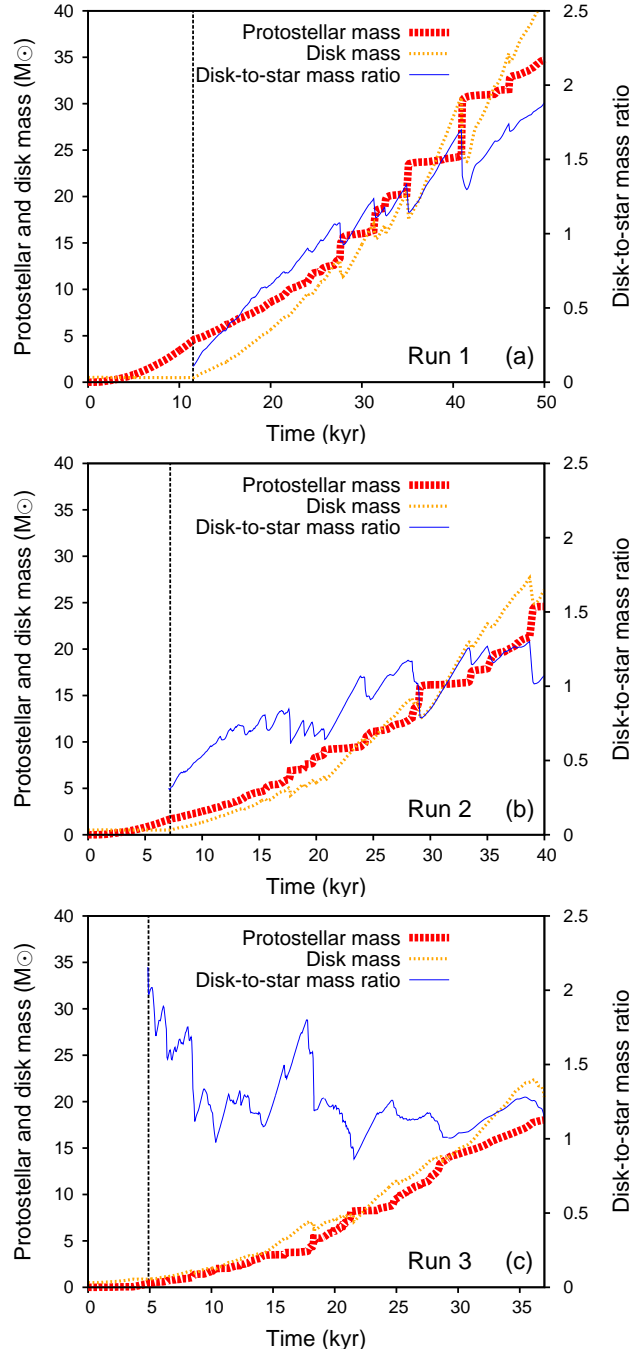 Protostellar and disk mass (M⊙)
Disk-to-star mass ratio
40
35
30
25
20
15
10
5
0
2.5
2
1.5
1
0.5
0
Protostellar mass
Disk mass
Disk-to-star mass ratio
Run 1 (a)
0 10 20 30 40 50
Time (kyr)
Protostellar and disk mass (M⊙)
Disk-to-star mass ratio
40
35
30
25
20
15
10
5
0
2.5
2
1.5
1
0.5
0
Protostellar mass
Disk mass
Disk-to-star mass ratio
Run 2 (b)
0 5 10 15 20 25 30 35 40
Time (kyr)
Protostellar and disk mass (M⊙)
Disk-to-star mass ratio
40
35
30
25
20
15
10
5
0
2.5
2
1.5
1
0.5
0
Protostellar mass
Disk mass
Disk-to-star mass ratio
Run 3 (c)
0 5 10 15 20 25 30 35
Time (kyr)